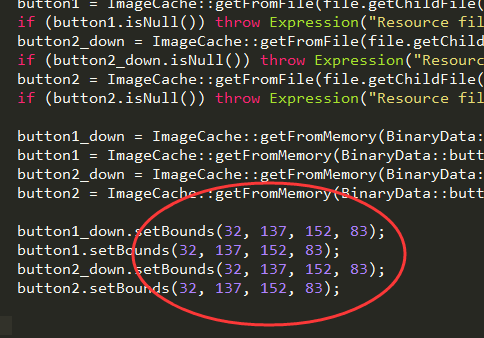 button1 = ImageCache::getFromFile(file.getChildFile(
if (button1.isNull()) throw Expression("Resource fil
button2_down = ImageCache::getFromFile(file.getChild
if (button2_down.isNull()) throw Expression("Resourc
button2 = ImageCache::getFromFile(file.getChildFile(
if (button2.isNull()) throw Expression("Resource fil
button1_down = ImageCache::getFromMemory(BinaryData:
button1 = ImageCache::getFromMemory(BinaryData::butt
button2_down = ImageCache::getFromMemory(BinaryData:
button2 = ImageCache::getFromMemory(BinaryData::butt
button1_down.setBounds(32, 137, 152, 83);
button1.setBounds(32, 137, 152, 83);
button2_down.setBounds(32, 137, 152, 83);
button2.setBounds(32, 137, 152, 83);